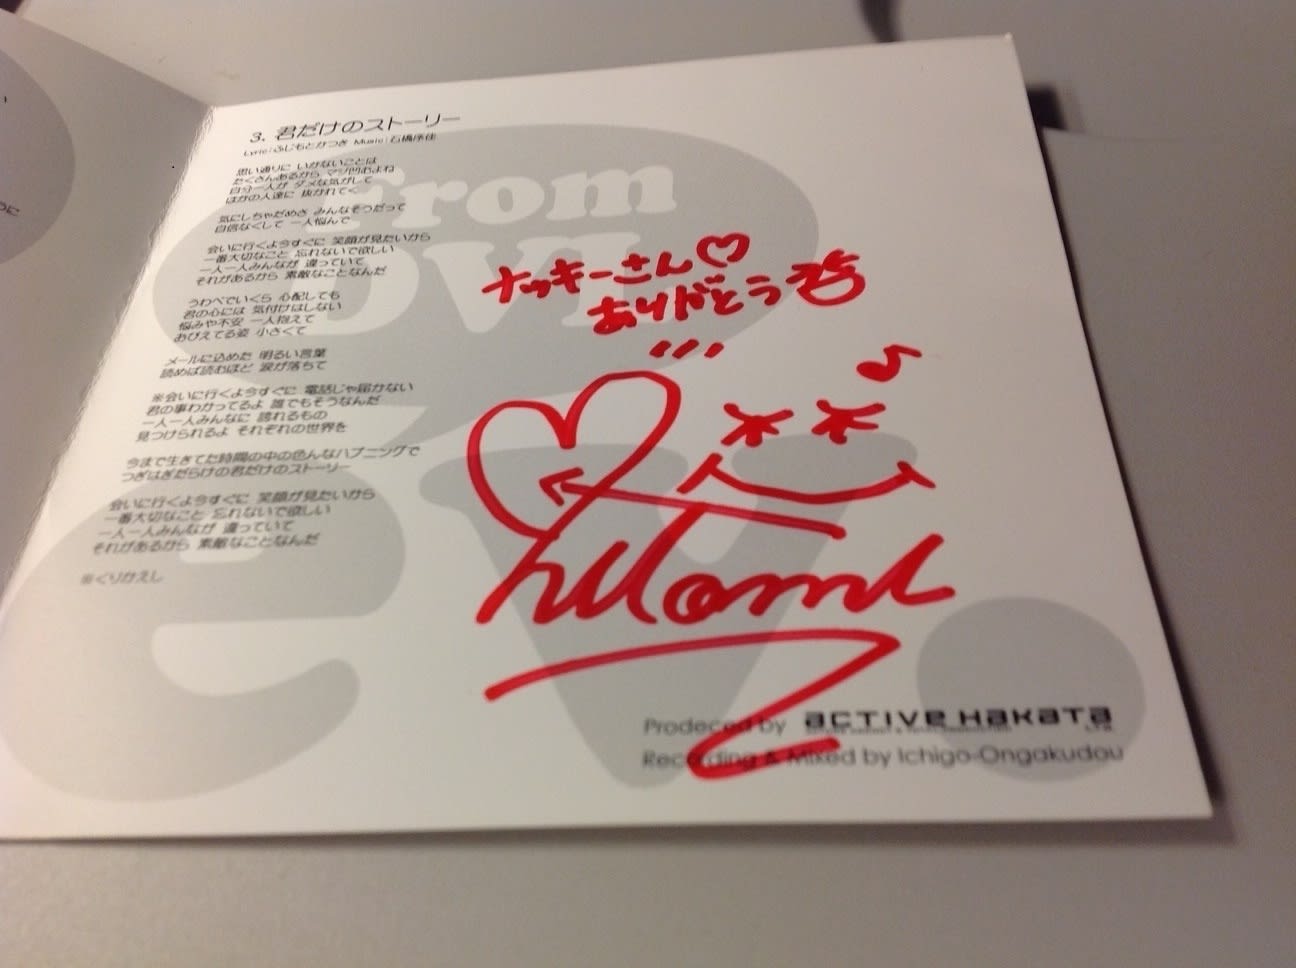 3. 君だけのストーリー
Lyric:ふじもとかつき Music:石橋序佳
思い通りに いかないことは
たくさんあるから マジ凹むよね
自分一人が ダメな気がして
ほかの人達に 抜かれてく
気にしちゃだめさ みんなそうだって
自信なくして 一人悩んで
会いに行くよ今すぐに 笑顔が見たいから
一番大切なこと 忘れないで欲しい
一人一人みんなが 違っていて
それがあるから 素敵なことなんだ
うわべでいくら 心配しても
君の心には 気付けはしない
悩みや不安 一人抱えて
おびえてる姿 小さくて
メールに込めた 明るい言葉
読めば読むほど 涙が落ちて
※会いに行くよ今すぐに 電話じゃ届かない
君の事わかってるよ 誰でもそうなんだ
一人一人みんなに 誇れるもの
見つけられるよ それぞれの世界を
今まで生きてた時間の中の色んなハプニングで
つぎはぎだらけの君だけのストーリー
会いに行くよ今すぐに 笑顔が見たいから
一番大切なこと 忘れないで欲しい
一人一人みんなが 違っていて
それがあるから 素敵なことなんだ
※くりかえし
from
DVL
ev.
ナッキーさん♡
ありがとう
hitomi
Prodeced by ACTIVE HAKATA LTD.
Recording & Mixed by Ichigo-Ongakudou